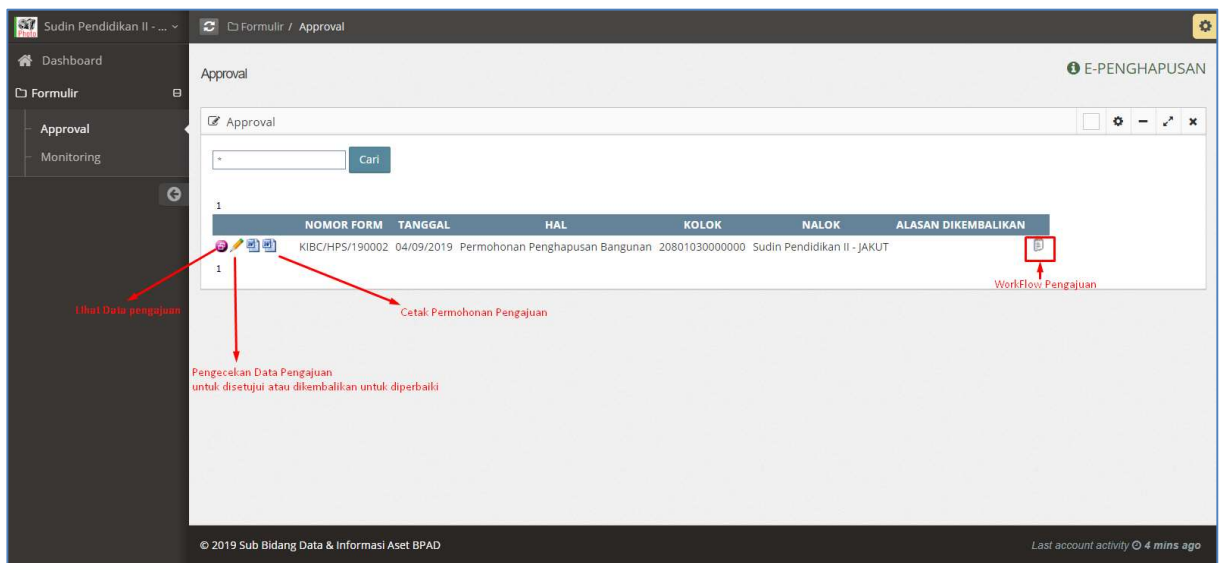 Sudin Pendidikan II - ...
Formulir / Approval
Dashboard
Formulir
Approval
Monitoring
Approval
E-PENGHAPUSAN
Approval
Cari
1
NOMOR FORM TANGGAL HAL KOLOK NALOK ALASAN DIKEMBALIKAN
KIBC/HPS/190002 04/09/2019 Permohonan Penghapusan Bangunan 20801030000000 Sudin Pendidikan II - JAKUT
1
WorkFlow Pengajuan
Lihat Data pengajuan
Cetak Permohonan Pengajuan
Pengecekan Data Pengajuan
untuk disetujui atau dikembalikan untuk diperbaiki
© 2019 Sub Bidang Data & Informasi Aset BPAD
Last account activity 4 mins ago